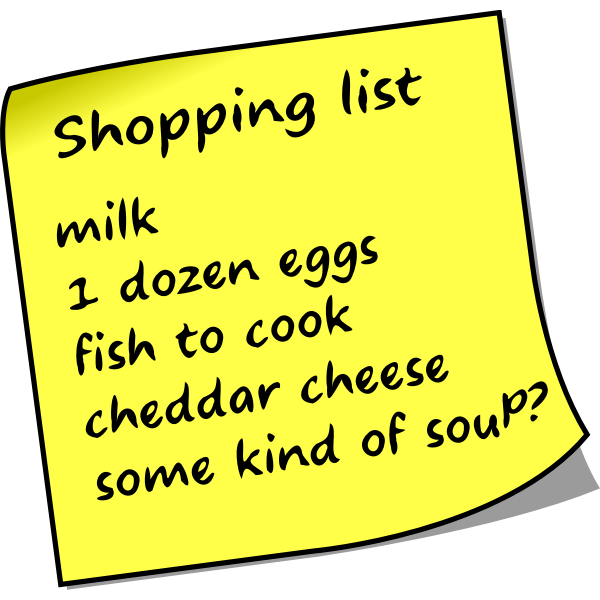 Shopping list
milk
1 dozen eggs
fish to cook
cheddar cheese
some kind of soup?